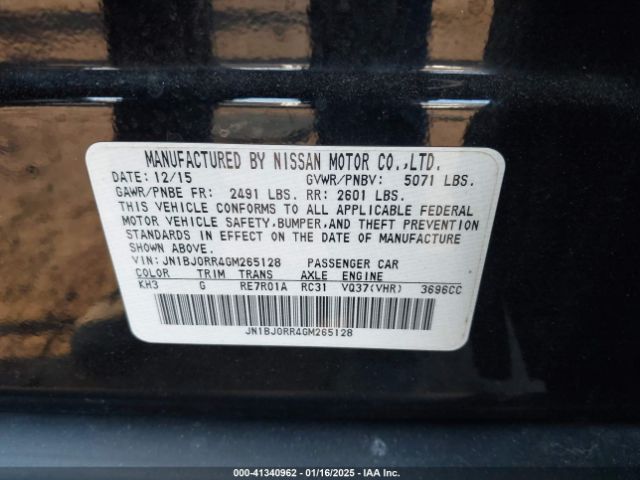 MANUFACTURED BY NISSAN MOTOR CO.,LTD.
DATE: 12/15 GVWR/PNBV: 5071 LBS.
GAWR/PNBE FR: 2491 LBS. RR: 2601 LBS.
THIS VEHICLE CONFORMS TO ALL APPLICABLE FEDERAL
MOTOR VEHICLE SAFETY,BUMPER,AND THEFT PREVENTION
STANDARDS IN EFFECT ON THE DATE OF MANUFACTURE
SHOWN ABOVE.
VIN: JN1BJ0RR4GM265128 PASSENGER CAR
COLOR TRIM TRANS AXLE ENGINE
KH3 G RE7R01A RC31 VQ37(VHR) 3696CC
JN1BJ0RR4GM265128
000-41340962 - 01/16/2025 - IAA Inc.